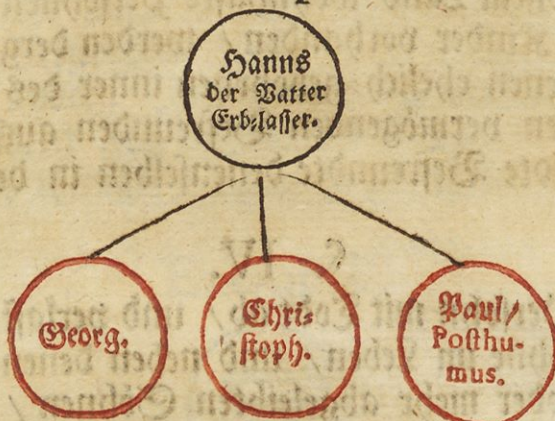 Hanns
der Vatter
Erb⸗lasser.
Georg.
Chri⸗
stoph.
Paul/
Posthu-
mus.